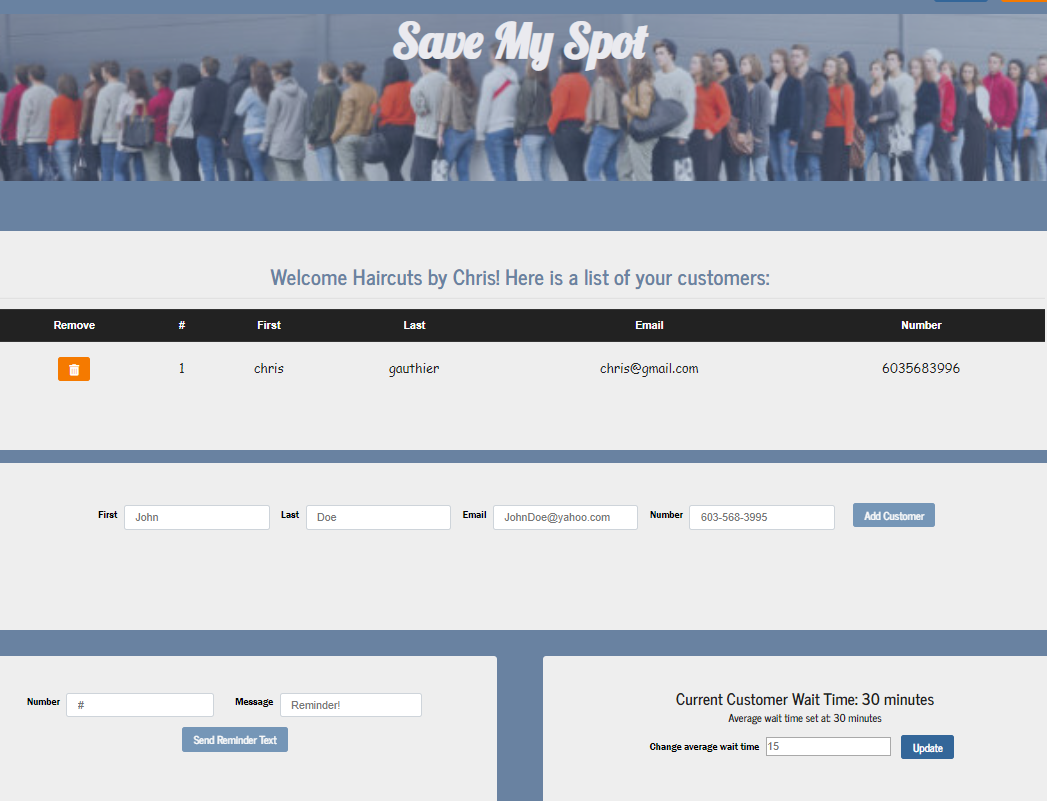 Save My Spot
Welcome Haircuts by Chris! Here is a list of your customers:
Remove # First Last Email Number
1 chris gauthier chris@gmail.com 6035683996
First John Last Doe Email JohnDoe@yahoo.com Number 603-568-3995 Add Customer
Number # Message Reminder!
Send Reminder Text
Current Customer Wait Time: 30 minutes
Average wait time set at: 30 minutes
Change average wait time 15 Update